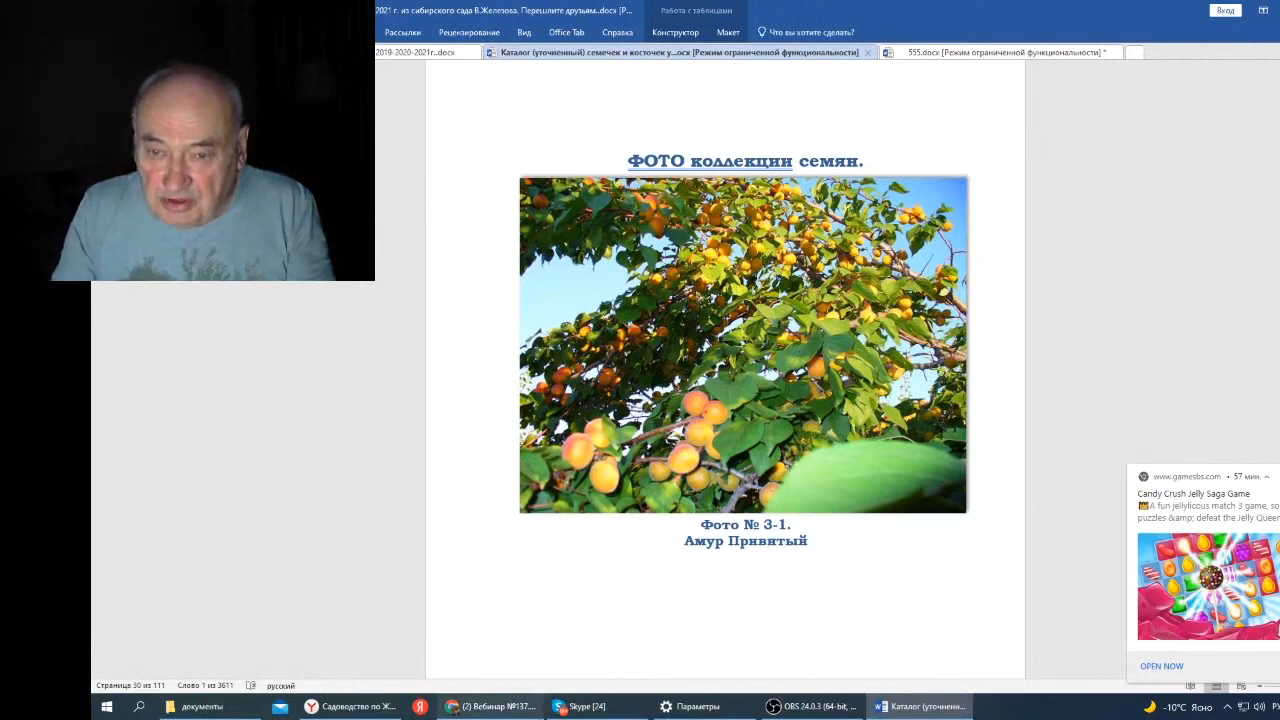 2021 г. из сибирского сада В.Железова. Перешлите друзьям..docx [P...
Работа с таблицами
Вход
Рассылки Рецензирование Вид Office Tab Справка Конструктор Макет Что вы хотите сделать?
2019-2020-2021г...docx
Каталог (уточненный) семечек и косточек у...осх [Режим ограниченной функциональности]
555.docx [Режим ограниченной функциональности] *
ФОТО коллекции семян.
Фото № 3-1.
Амур Привитый
www.gamesbs.com • 57 мин.
Candy Crush Jelly Saga Game
A fun jellylicous match 3 game, so
puzzles &amp; defeat the Jelly Queen
OPEN NOW
Страница 30 из 111 Слово 1 из 3611 русский
документы
Садоводство по Ж...
Я
(2) Вебинар №137...
Skype [24]
Параметры
OBS 24.0.3 (64-bit, ...
Каталог (уточненн...
-10°C Ясно